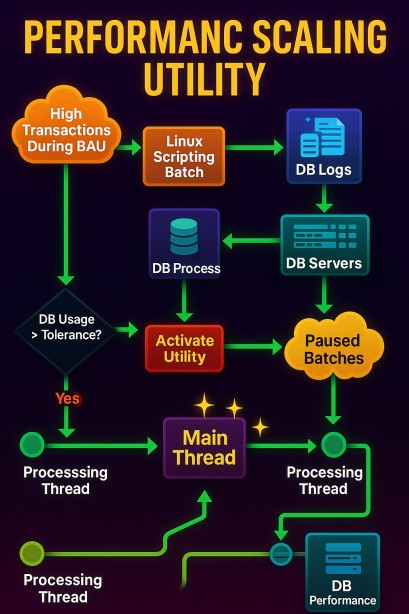 PERFORMANC SCALING
UTILITY
High
Transactions
During BAU
Linux
Scripting
Batch
DB Logs
DB Process
DB Servers
DB Usage
> Tolerance?
Activate
Utility
Paused
Batches
Yes
Main
Thread
Processsing
Thread
Processing
Thread
Processing
Thread
DB
Performance